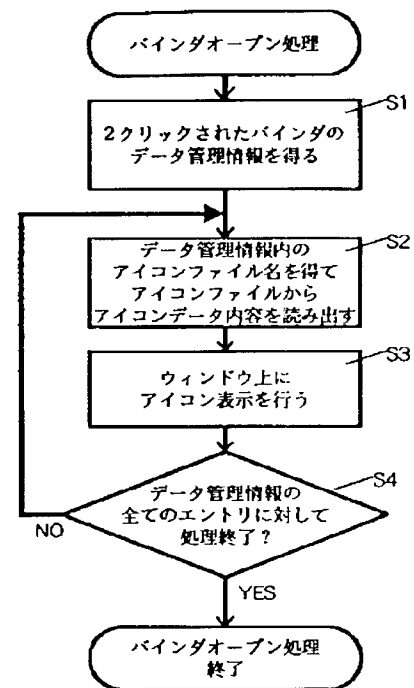 バインダオープン処理
S1
2クリックされたバインダの
データ管理情報を得る
S2
データ管理情報内の
アイコンファイル名を得て
アイコンファイルから
アイコンデータ内容を読み出す
S3
ウィンドウ上に
アイコン表示を行う
S4
データ管理情報の
全てのエントリに対して
処理終了?
NO
YES
バインダオープン処理
終了